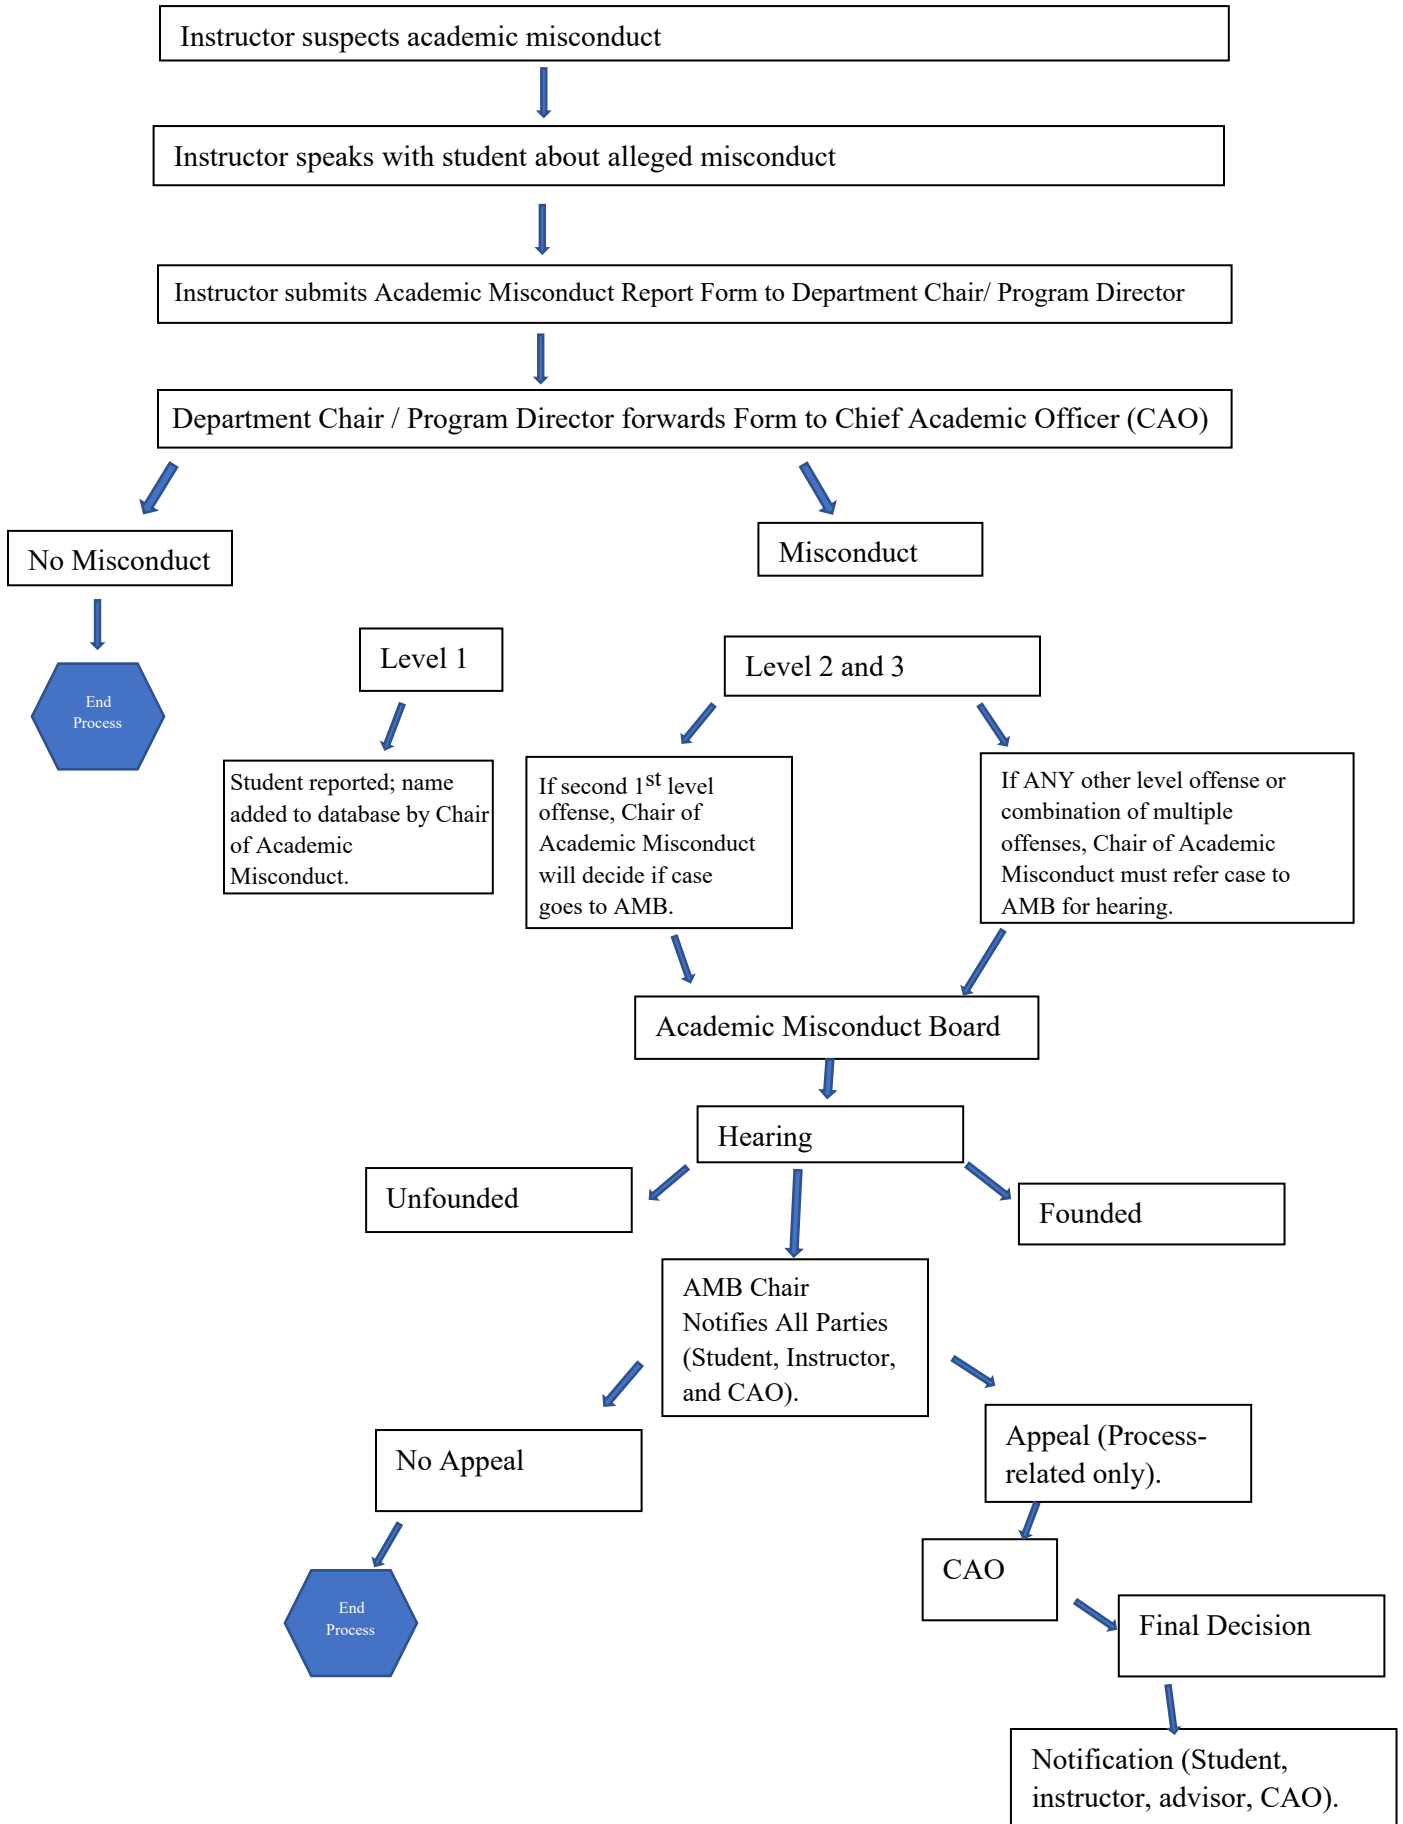 Instructor suspects academic misconduct
Instructor speaks with student about alleged misconduct
Instructor submits Academic Misconduct Report Form to Department Chair/ Program Director
Department Chair / Program Director forwards Form to Chief Academic Officer (CAO)
No Misconduct
Misconduct
End
Process
Level 1
Level 2 and 3
Student reported; name
added to database by Chair
of Academic
Misconduct.
If second 1st level
offense, Chair of
Academic Misconduct
will decide if case
goes to AMB.
If ANY other level offense or
combination of multiple
offenses, Chair of Academic
Misconduct must refer case to
AMB for hearing.
Academic Misconduct Board
Hearing
Unfounded
Founded
AMB Chair
Notifies All Parties
(Student, Instructor,
and CAO).
No Appeal
Appeal (Process-
related only).
End
Process
CAO
Final Decision
Notification (Student,
instructor, advisor, CAO).